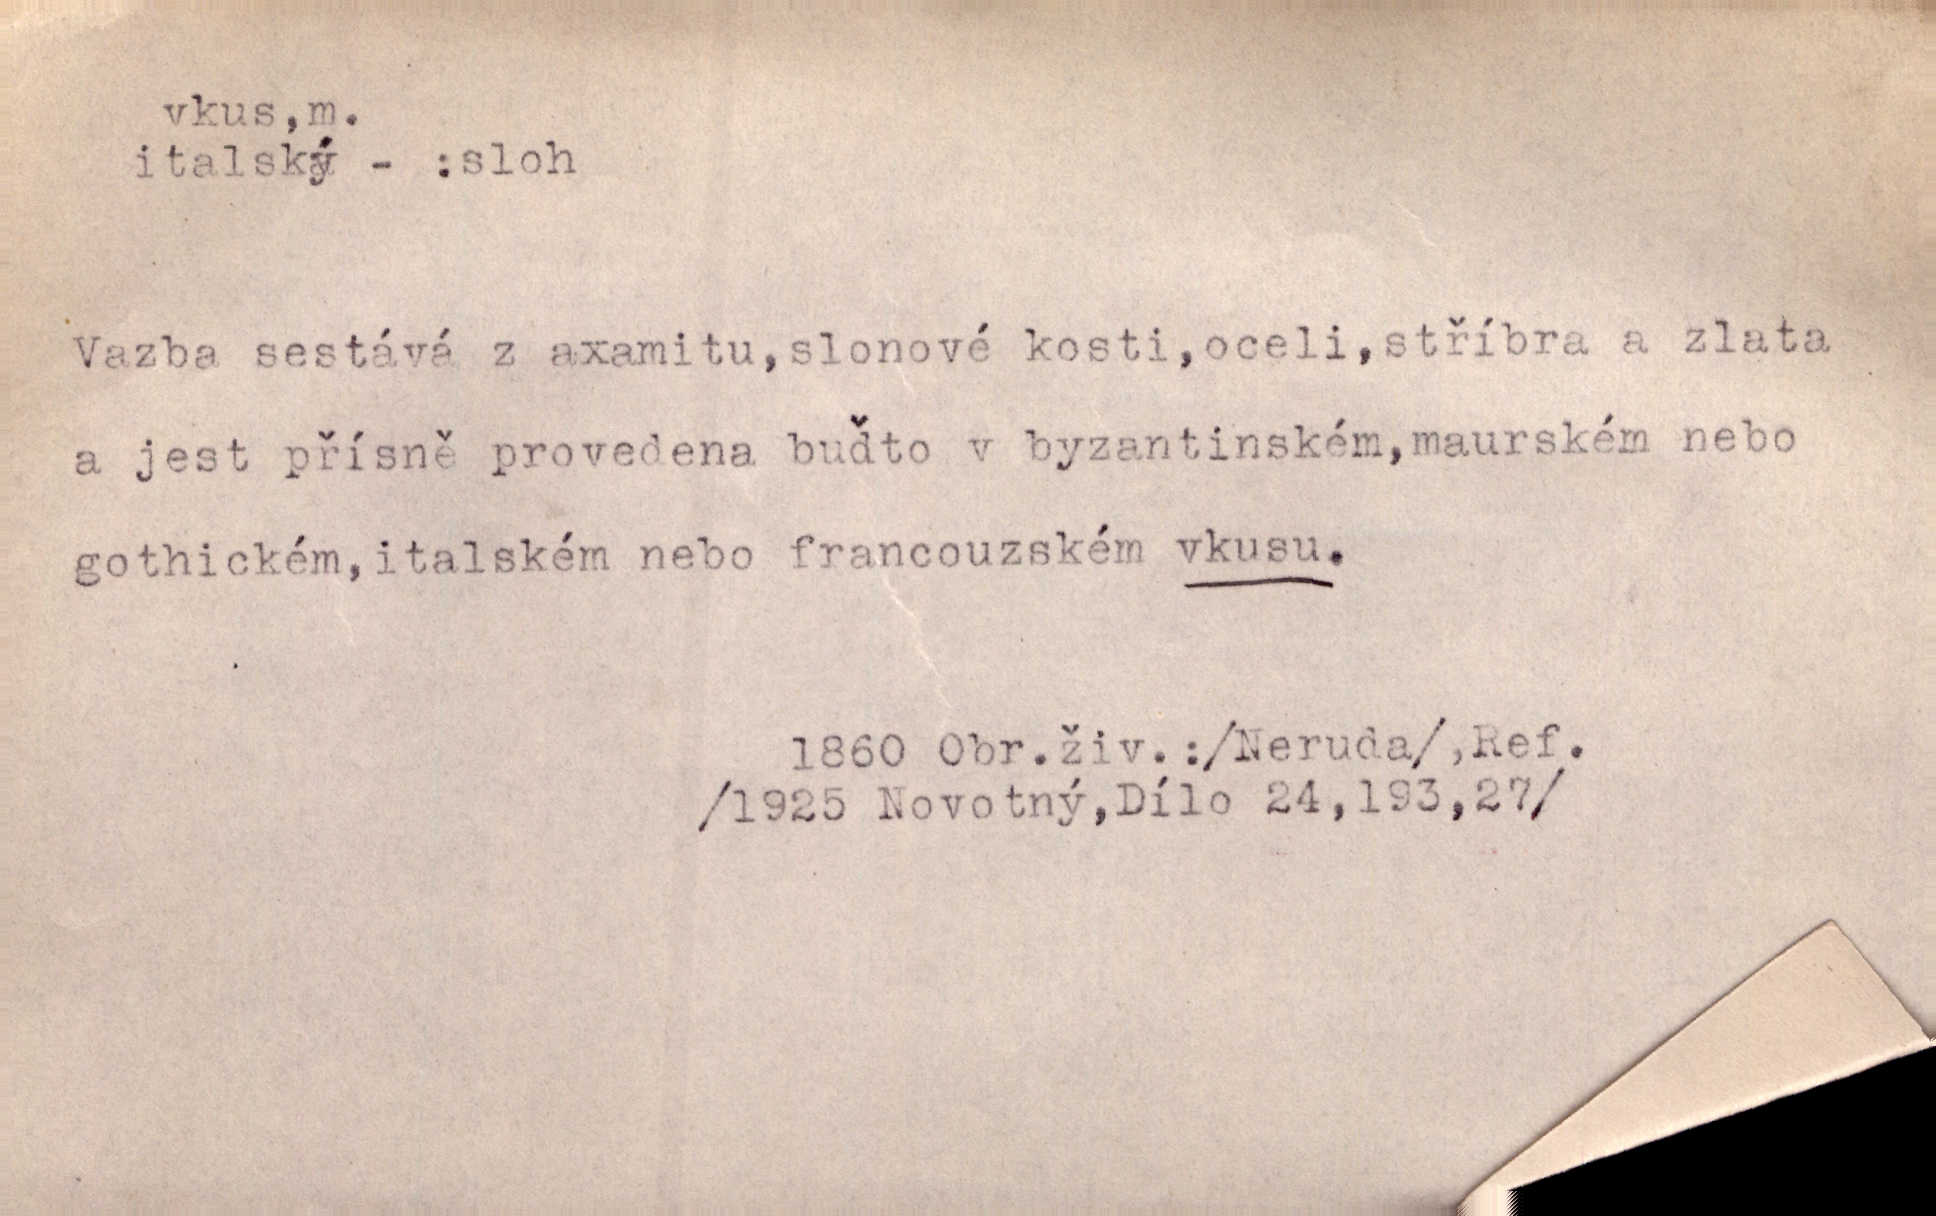 vkus,m.
italský - :sloh
Vazba sestává z axamitu,slonové kosti,oceli,stříbra a zlata
a jest přísně provedena buďto v byzantinském,maurském nebo
gothickém,italském nebo francouzském vkusu.
1860 Obr.živ.:/Neruda/,Ref.
/1925 Novotný,Dílo 24,193,27/